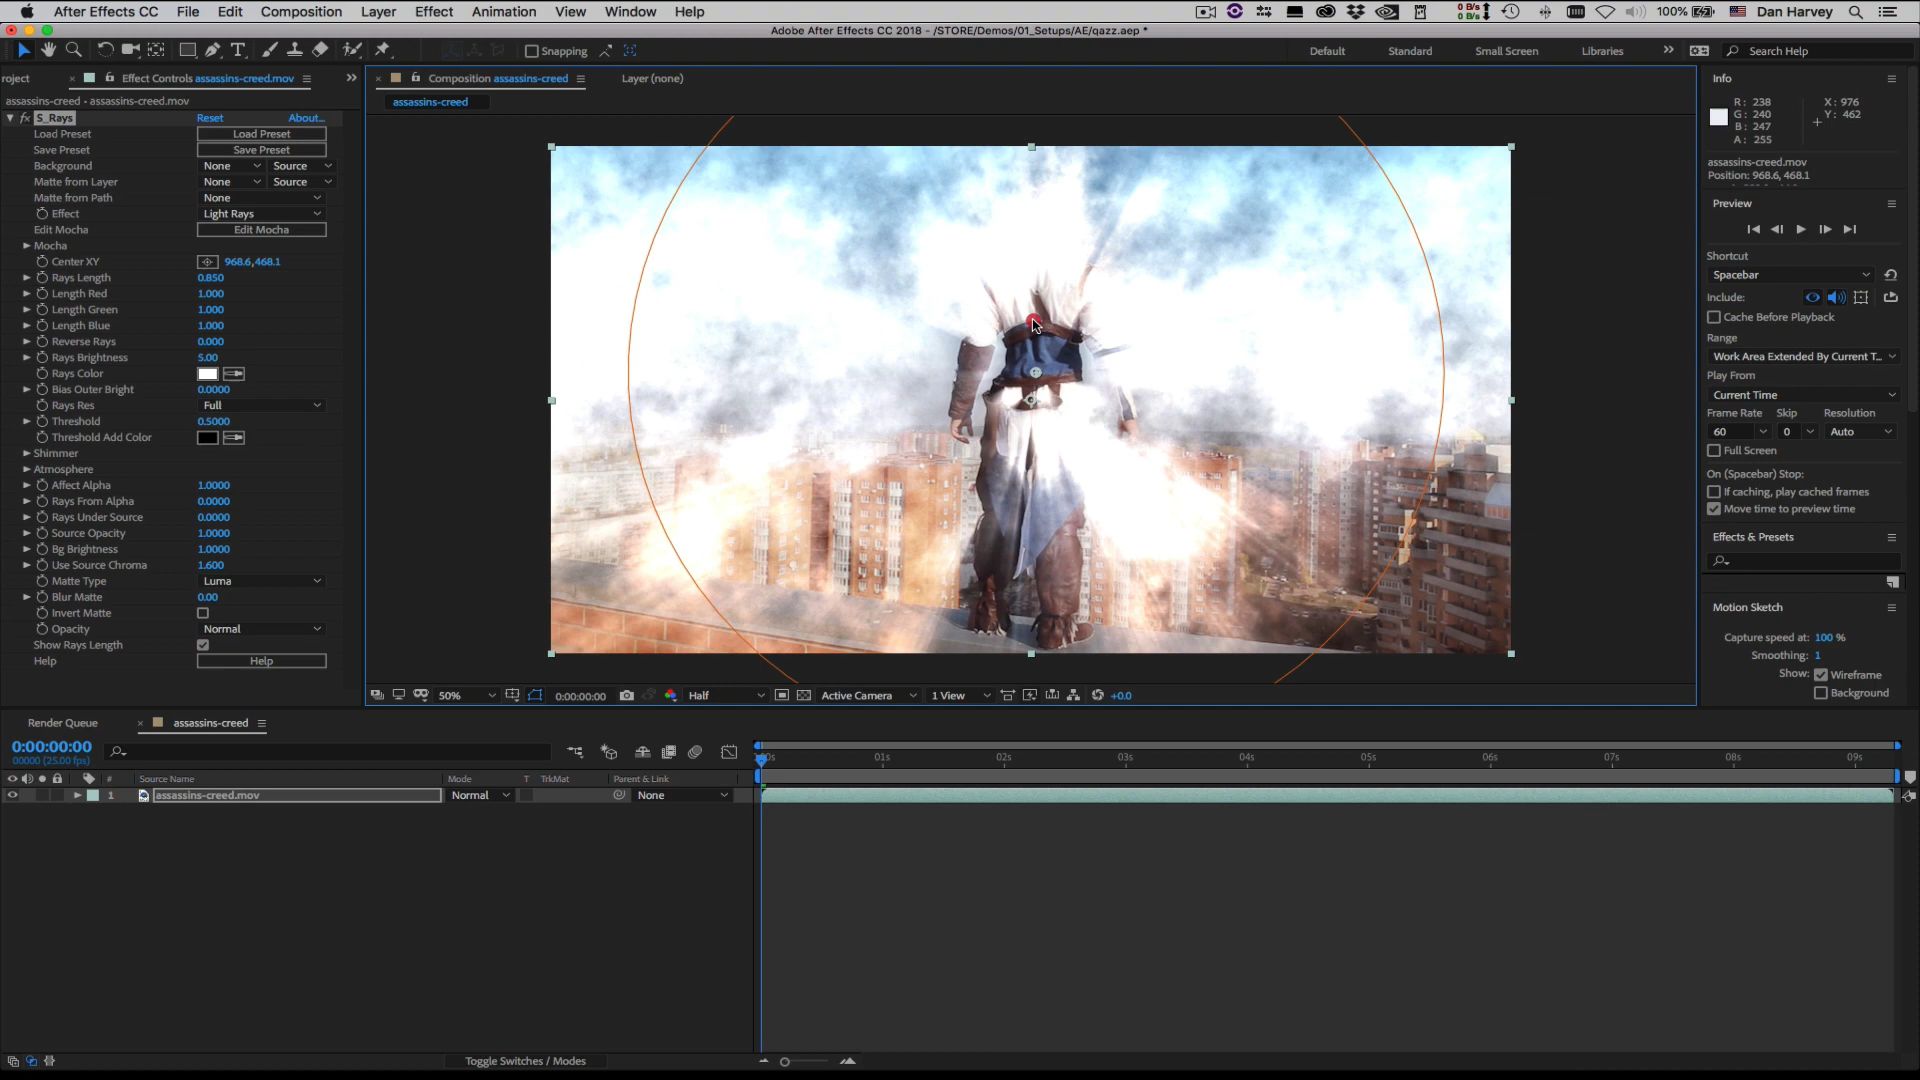 After Effects CC File Edit Composition Layer Effect Animation View Window Help 0 B/s 0 B/s 100% Dan Harvey
Adobe After Effects CC 2018 - /STORE/Demos/01_Setups/AE/qazz.aep *
Snapping Default Standard Small Screen Libraries Search Help
roject Effect Controls assassins-creed.mov
assassins-creed • assassins-creed.mov
fx S_Rays Reset About...
Load Preset Load Preset
Save Preset Save Preset
Background None Source
Matte from Layer None Source
Matte from Path None
Effect Light Rays
Edit Mocha Edit Mocha
Mocha
Center XY 968.6,468.1
Rays Length 0.850
Length Red 1.000
Length Green 1.000
Length Blue 1.000
Reverse Rays 0.000
Rays Brightness 5.00
Rays Color
Bias Outer Bright 0.0000
Rays Res Full
Threshold 0.5000
Threshold Add Color
Shimmer
Atmosphere
Affect Alpha 1.0000
Rays From Alpha 0.0000
Rays Under Source 0.0000
Source Opacity 1.0000
Bg Brightness 1.0000
Use Source Chroma 1.600
Matte Type Luma
Blur Matte 0.00
Invert Matte
Opacity Normal
Show Rays Length
Help Help
Composition assassins-creed Layer (none)
assassins-creed
50% 0:00:00:00 Half Active Camera 1 View +0.0
Info
R: 238 X: 976
G: 240 Y: 462
B: 247
A: 255
assassins-creed.mov
Position: 968.6, 468.1
Preview
Shortcut
Spacebar
Include:
Cache Before Playback
Range
Work Area Extended By Current T...
Play From
Current Time
Frame Rate Skip Resolution
60 0 Auto
Full Screen
On (Spacebar) Stop:
If caching, play cached frames
Move time to preview time
Effects & Presets
Motion Sketch
Capture speed at: 100 %
Smoothing: 1
Show: Wireframe
Background
Render Queue assassins-creed
0:00:00:00
00000 (25.00 fps)
01s 02s 03s 04s 05s 06s 07s 08s 09s
# Source Name Mode T TrkMat Parent & Link
1 assassins-creed.mov Normal None
Toggle Switches / Modes